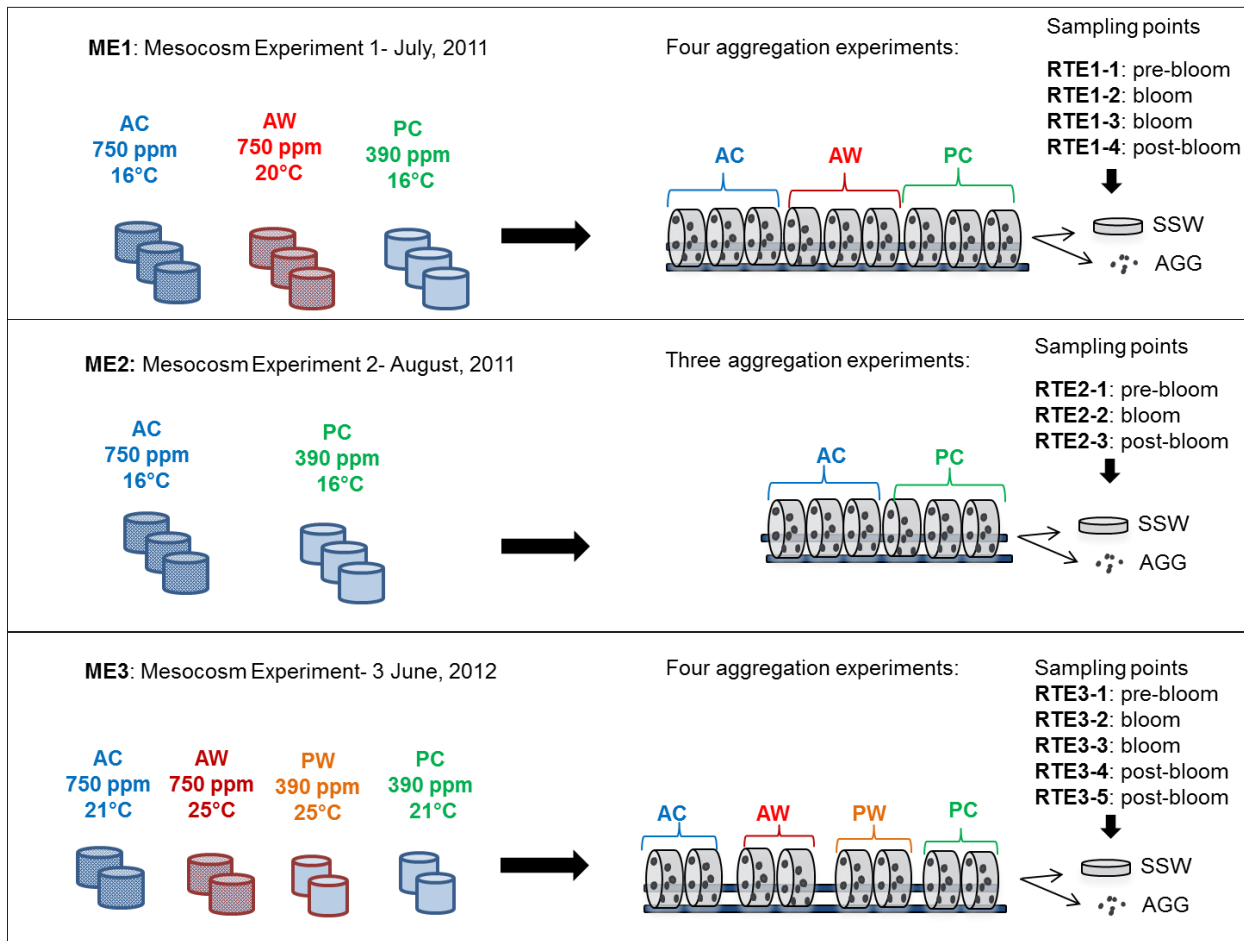 ME1: Mesocosm Experiment 1- July, 2011
AC
750 ppm
16°C
AW
750 ppm
20°C
PC
390 ppm
16°C
Four aggregation experiments:
AC
AW
PC
Sampling points
RTE1-1: pre-bloom
RTE1-2: bloom
RTE1-3: bloom
RTE1-4: post-bloom
SSW
AGG
ME2: Mesocosm Experiment 2- August, 2011
AC
750 ppm
16°C
PC
390 ppm
16°C
Three aggregation experiments:
AC
PC
Sampling points
RTE2-1: pre-bloom
RTE2-2: bloom
RTE2-3: post-bloom
SSW
AGG
ME3: Mesocosm Experiment- 3 June, 2012
AC
750 ppm
21°C
AW
750 ppm
25°C
PW
390 ppm
25°C
PC
390 ppm
21°C
Four aggregation experiments:
AC
AW
PW
PC
Sampling points
RTE3-1: pre-bloom
RTE3-2: bloom
RTE3-3: bloom
RTE3-4: post-bloom
RTE3-5: post-bloom
SSW
AGG